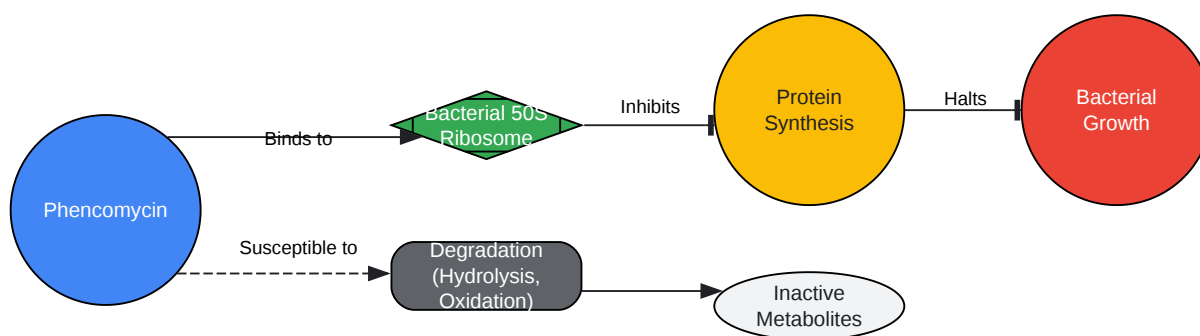 Phencomycin
Binds to
Bacterial 50S
Ribosome
Inhibits
Protein
Synthesis
Halts
Bacterial
Growth
Susceptible to
Degradation
(Hydrolysis,
Oxidation)
Inactive
Metabolites